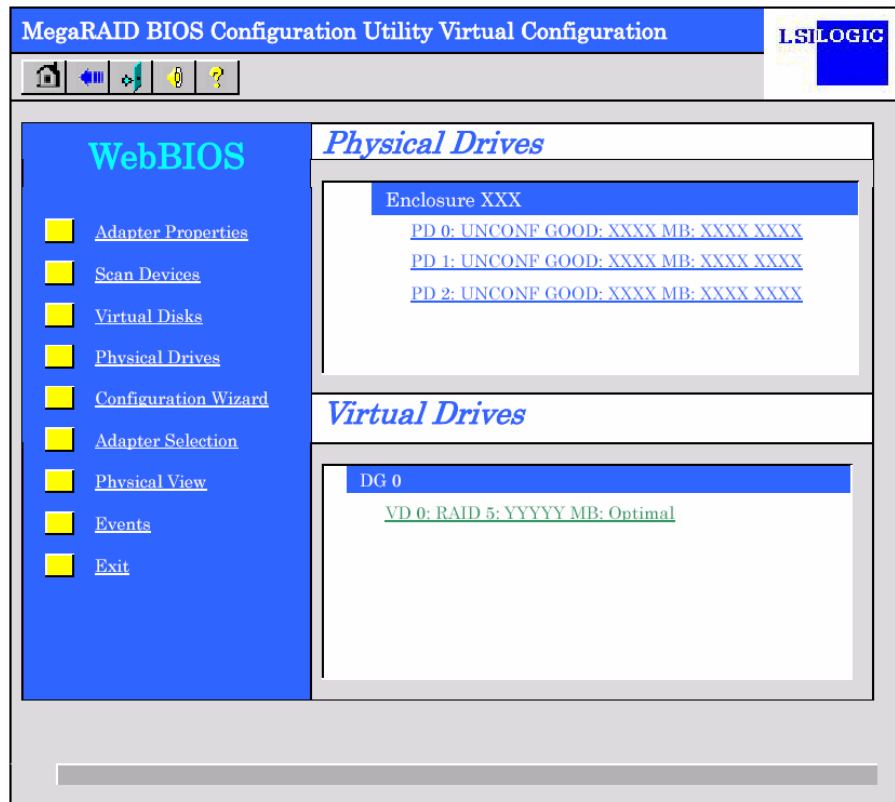 MegaRAID BIOS Configuration Utility Virtual Configuration
LSI LOGIC
WebBIOS
Adapter Properties
Scan Devices
Virtual Disks
Physical Drives
Configuration Wizard
Adapter Selection
Physical View
Events
Exit
Physical Drives
Enclosure XXX
PD 0: UNCONF GOOD: XXXX MB: XXXX XXXX
PD 1: UNCONF GOOD: XXXX MB: XXXX XXXX
PD 2: UNCONF GOOD: XXXX MB: XXXX XXXX
Virtual Drives
DG 0
VD 0: RAID 5: YYYYY MB: Optimal